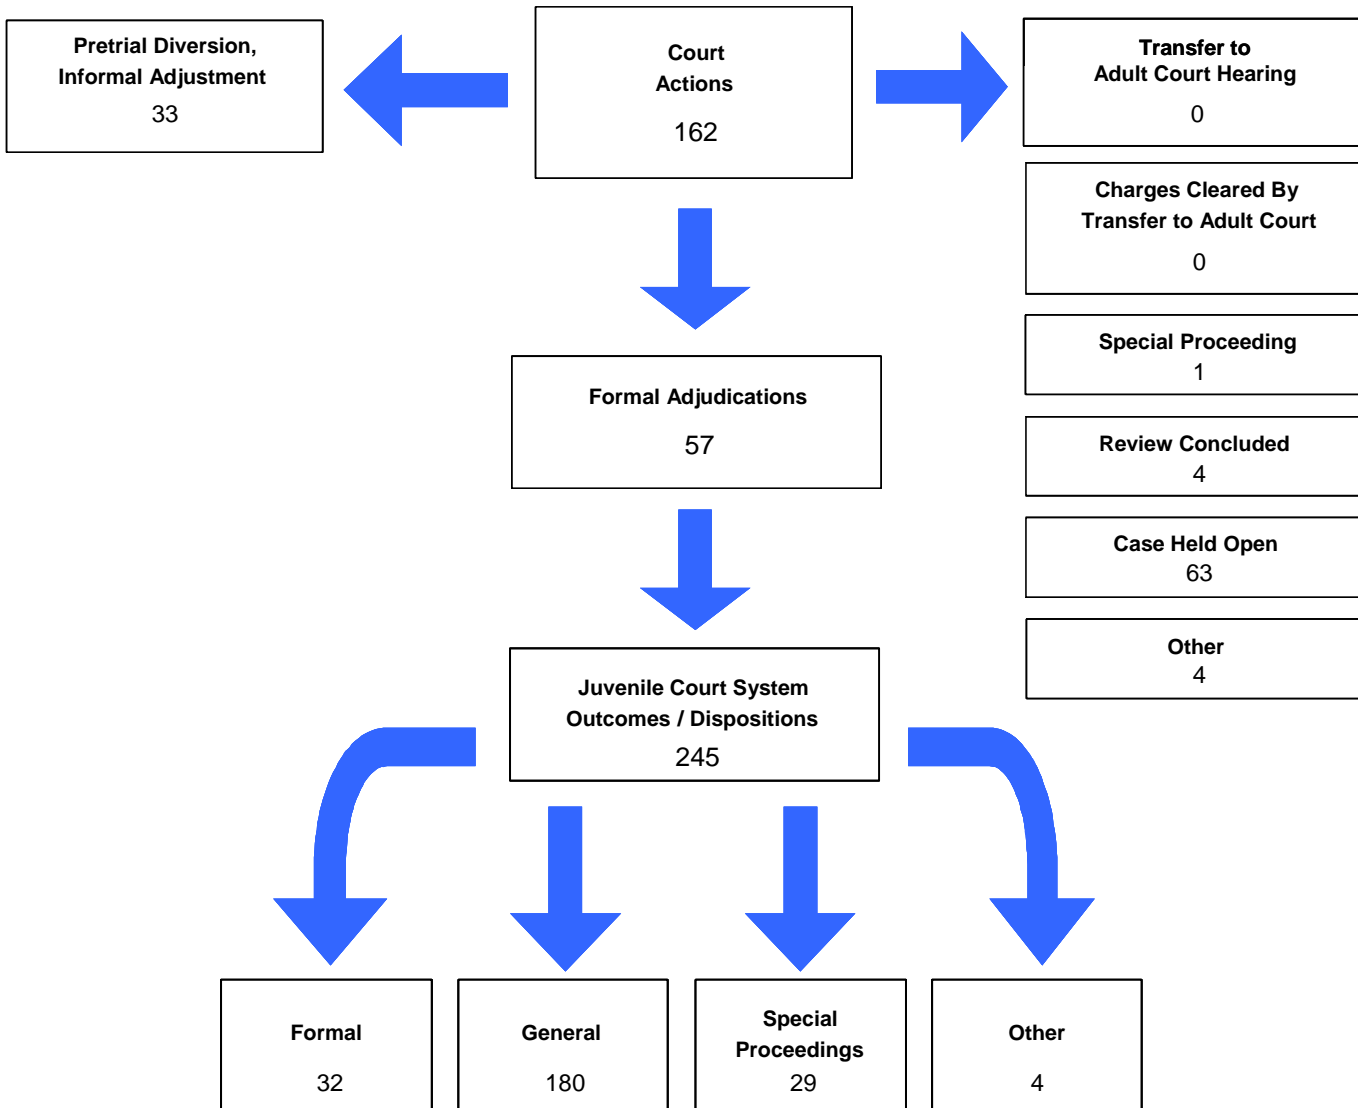 Pretrial Diversion,
Informal Adjustment
33
Court
Actions
162
Transfer to
Adult Court Hearing
0
Charges Cleared By
Transfer to Adult Court
0
Special Proceeding
1
Review Concluded
4
Case Held Open
63
Other
4
Formal Adjudications
57
Juvenile Court System
Outcomes / Dispositions
245
Formal
32
General
180
Special
Proceedings
29
Other
4